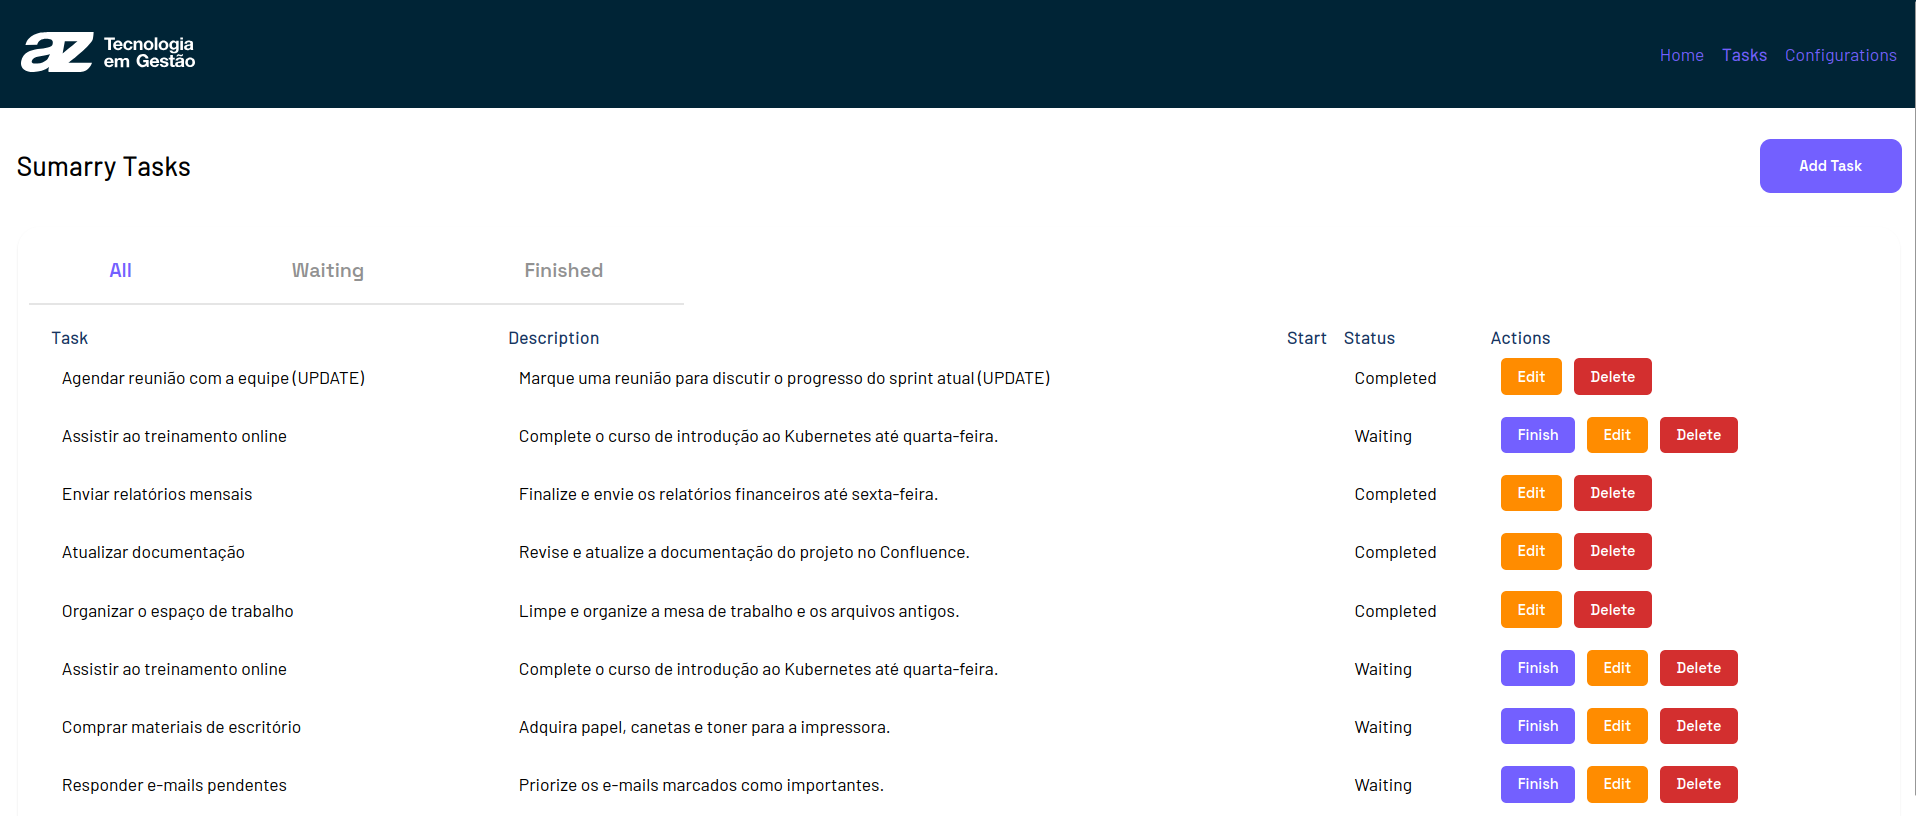 az Tecnologia
em Gestão
Home Tasks Configurations
Sumarry Tasks
Add Task
All Waiting Finished
Task Description Start Status Actions
Agendar reunião com a equipe (UPDATE) Marque uma reunião para discutir o progresso do sprint atual (UPDATE) Completed Edit Delete
Assistir ao treinamento online Complete o curso de introdução ao Kubernetes até quarta-feira. Waiting Finish Edit Delete
Enviar relatórios mensais Finalize e envie os relatórios financeiros até sexta-feira. Completed Edit Delete
Atualizar documentação Revise e atualize a documentação do projeto no Confluence. Completed Edit Delete
Organizar o espaço de trabalho Limpe e organize a mesa de trabalho e os arquivos antigos. Completed Edit Delete
Assistir ao treinamento online Complete o curso de introdução ao Kubernetes até quarta-feira. Waiting Finish Edit Delete
Comprar materiais de escritório Adquira papel, canetas e toner para a impressora. Waiting Finish Edit Delete
Responder e-mails pendentes Priorize os e-mails marcados como importantes. Waiting Finish Edit Delete